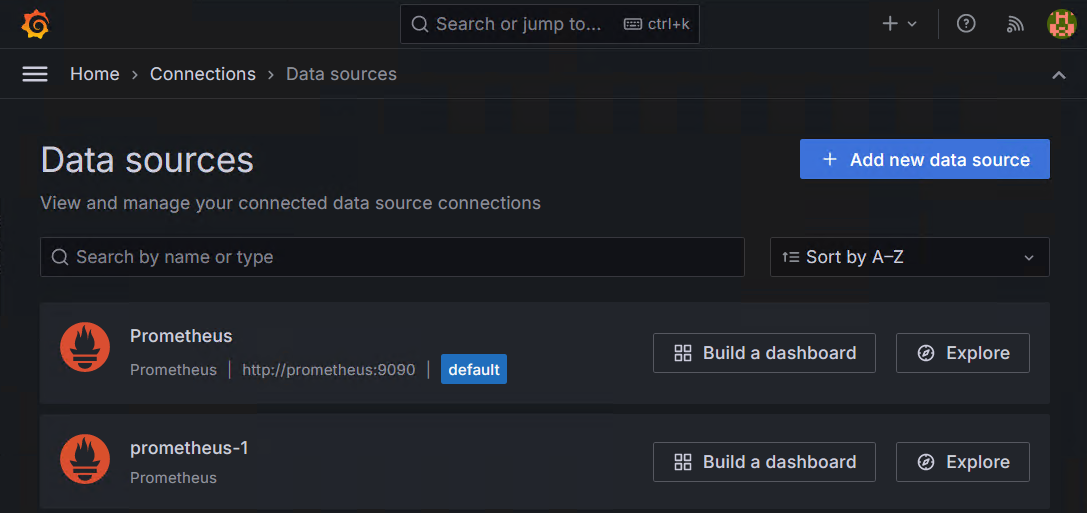 Search or jump to... ctrl+k
Home › Connections › Data sources
Data sources
Add new data source
View and manage your connected data source connections
Search by name or type
Sort by A–Z
Prometheus
Prometheus | http://prometheus:9090 | default
Build a dashboard
Explore
prometheus-1
Prometheus
Build a dashboard
Explore